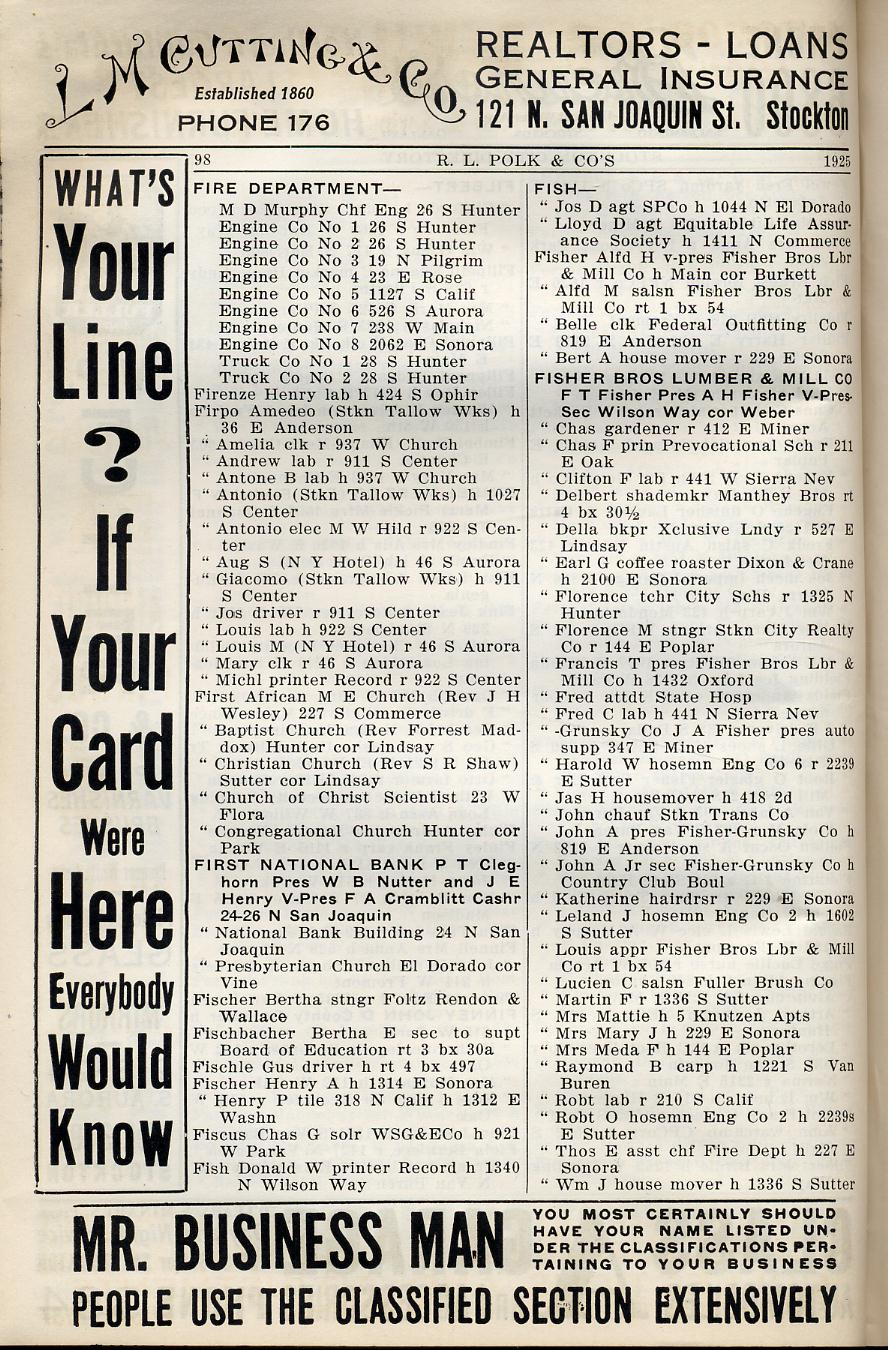 L M CUTTING & CO.
Established 1860
PHONE 176
REALTORS - LOANS
GENERAL INSURANCE
121 N. SAN JOAQUIN St. Stockton
WHAT'S
Your
Line
?
If
Your
Card
Were
Here
Everybody
Would
Know
98 R. L. POLK & CO'S 1925
FIRE DEPARTMENT—
M D Murphy Chf Eng 26 S Hunter
Engine Co No 1 26 S Hunter
Engine Co No 2 26 S Hunter
Engine Co No 3 19 N Pilgrim
Engine Co No 4 23 E Rose
Engine Co No 5 1127 S Calif
Engine Co No 6 526 S Aurora
Engine Co No 7 238 W Main
Engine Co No 8 2062 E Sonora
Truck Co No 1 28 S Hunter
Truck Co No 2 28 S Hunter
Firenze Henry lab h 424 S Ophir
Firpo Amedeo (Stkn Tallow Wks) h
36 E Anderson
“ Amelia clk r 937 W Church
“ Andrew lab r 911 S Center
“ Antone B lab h 937 W Church
“ Antonio (Stkn Tallow Wks) h 1027
S Center
“ Antonio elec M W Hild r 922 S Cen-
ter
“ Aug S (N Y Hotel) h 46 S Aurora
“ Giacomo (Stkn Tallow Wks) h 911
S Center
“ Jos driver r 911 S Center
“ Louis lab h 922 S Center
“ Louis M (N Y Hotel) r 46 S Aurora
“ Mary clk r 46 S Aurora
“ Michl printer Record r 922 S Center
First African M E Church (Rev J H
Wesley) 227 S Commerce
“ Baptist Church (Rev Forrest Mad-
dox) Hunter cor Lindsay
“ Christian Church (Rev S R Shaw)
Sutter cor Lindsay
“ Church of Christ Scientist 23 W
Flora
“ Congregational Church Hunter cor
Park
FIRST NATIONAL BANK P T Cleg-
horn Pres W B Nutter and J E
Henry V-Pres F A Cramblitt Cashr
24-26 N San Joaquin
“ National Bank Building 24 N San
Joaquin
“ Presbyterian Church El Dorado cor
Vine
Fischer Bertha stngr Foltz Rendon &
Wallace
Fischbacher Bertha E sec to supt
Board of Education rt 3 bx 30a
Fischle Gus driver h rt 4 bx 497
Fischer Henry A h 1314 E Sonora
“ Henry P tile 318 N Calif h 1312 E
Washn
Fiscus Chas G solr WSG&ECo h 921
W Park
Fish Donald W printer Record h 1340
N Wilson Way
FISH—
“ Jos D agt SPCo h 1044 N El Dorado
“ Lloyd D agt Equitable Life Assur-
ance Society h 1411 N Commerce
Fisher Alfd H v-pres Fisher Bros Lbr
& Mill Co h Main cor Burkett
“ Alfd M salsn Fisher Bros Lbr &
Mill Co rt 1 bx 54
“ Belle clk Federal Outfitting Co r
819 E Anderson
“ Bert A house mover r 229 E Sonora
FISHER BROS LUMBER & MILL CO
F T Fisher Pres A H Fisher V-Pres-
Sec Wilson Way cor Weber
“ Chas gardener r 412 E Miner
“ Chas F prin Prevocational Sch r 211
E Oak
“ Clifton F lab r 441 W Sierra Nev
“ Delbert shademkr Manthey Bros rt
4 bx 30½
“ Della bkpr Xclusive Lndy r 527 E
Lindsay
“ Earl G coffee roaster Dixon & Crane
h 2100 E Sonora
“ Florence tchr City Schs r 1325 N
Hunter
“ Florence M stngr Stkn City Realty
Co r 144 E Poplar
“ Francis T pres Fisher Bros Lbr &
Mill Co h 1432 Oxford
“ Fred attdt State Hosp
“ Fred C lab h 441 N Sierra Nev
“ -Grunsky Co J A Fisher pres auto
supp 347 E Miner
“ Harold W hosemn Eng Co 6 r 2239
E Sutter
“ Jas H housemover h 418 2d
“ John chauf Stkn Trans Co
“ John A pres Fisher-Grunsky Co h
819 E Anderson
“ John A Jr sec Fisher-Grunsky Co h
Country Club Boul
“ Katherine hairdrsr r 229 E Sonora
“ Leland J hosemn Eng Co 2 h 1602
S Sutter
“ Louis appr Fisher Bros Lbr & Mill
Co rt 1 bx 54
“ Lucien C salsn Fuller Brush Co
“ Martin F r 1336 S Sutter
“ Mrs Mattie h 5 Knutzen Apts
“ Mrs Mary J h 229 E Sonora
“ Mrs Meda F h 144 E Poplar
“ Raymond B carp h 1221 S Van
Buren
“ Robt lab r 210 S Calif
“ Robt O hosemn Eng Co 2 h 2239s
E Sutter
“ Thos E asst chf Fire Dept h 227 E
Sonora
“ Wm J house mover h 1336 S Sutter
MR. BUSINESS MAN
YOU MOST CERTAINLY SHOULD
HAVE YOUR NAME LISTED UN-
DER THE CLASSIFICATIONS PER-
TAINING TO YOUR BUSINESS
PEOPLE USE THE CLASSIFIED SECTION EXTENSIVELY